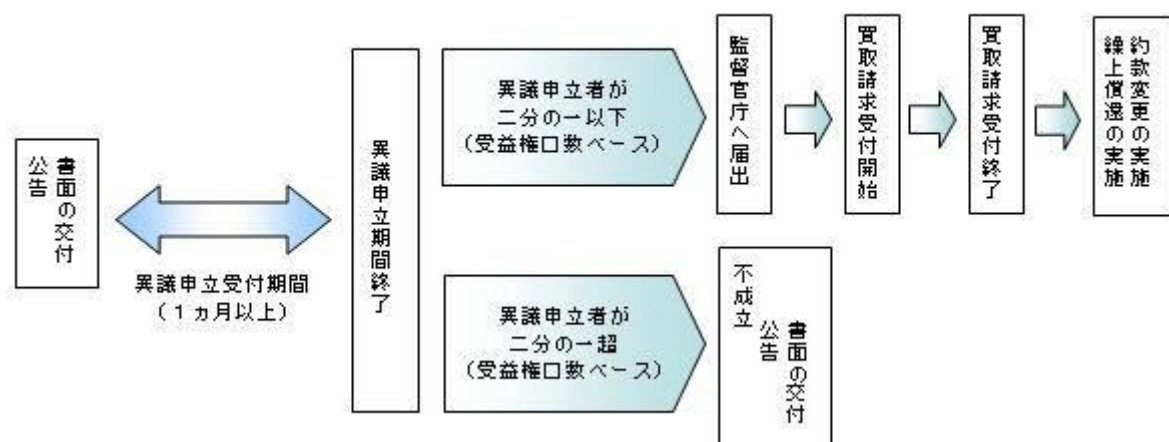 書面の交付
公告
異議申立受付期間
(1ヵ月以上)
異議申立期間終了
異議申立者が
二分の一以下
(受益権口数ベース)
監督官庁へ届出
買取請求受付開始
買取請求受付終了
約款変更の実施
繰上償還の実施
異議申立者が
二分の一超
(受益権口数ベース)
不成立
書面の交付
公告